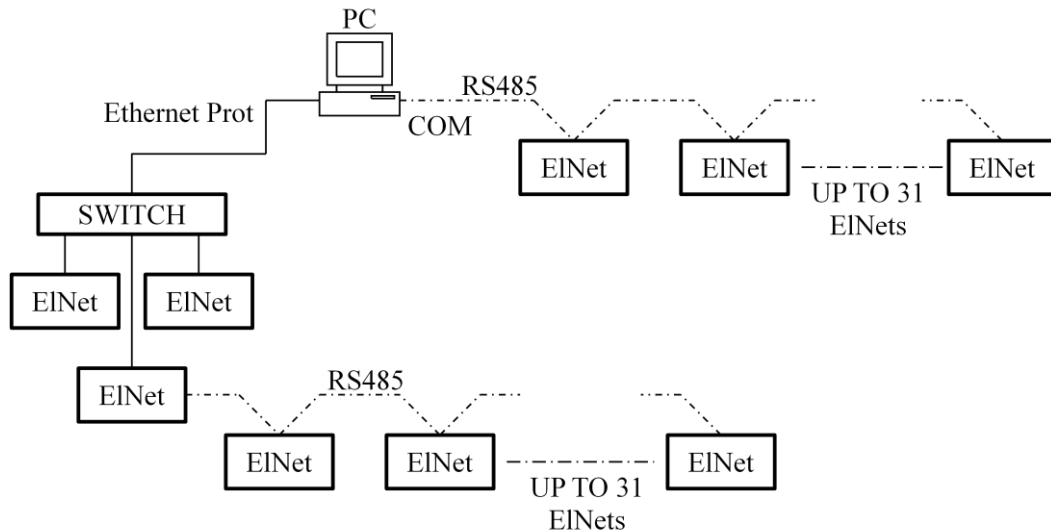 PC
RS485
Ethernet Prot
COM
ElNet
ElNet
ElNet
UP TO 31
ElNets
SWITCH
ElNet
ElNet
ElNet
RS485
ElNet
ElNet
ElNet
UP TO 31
ElNets